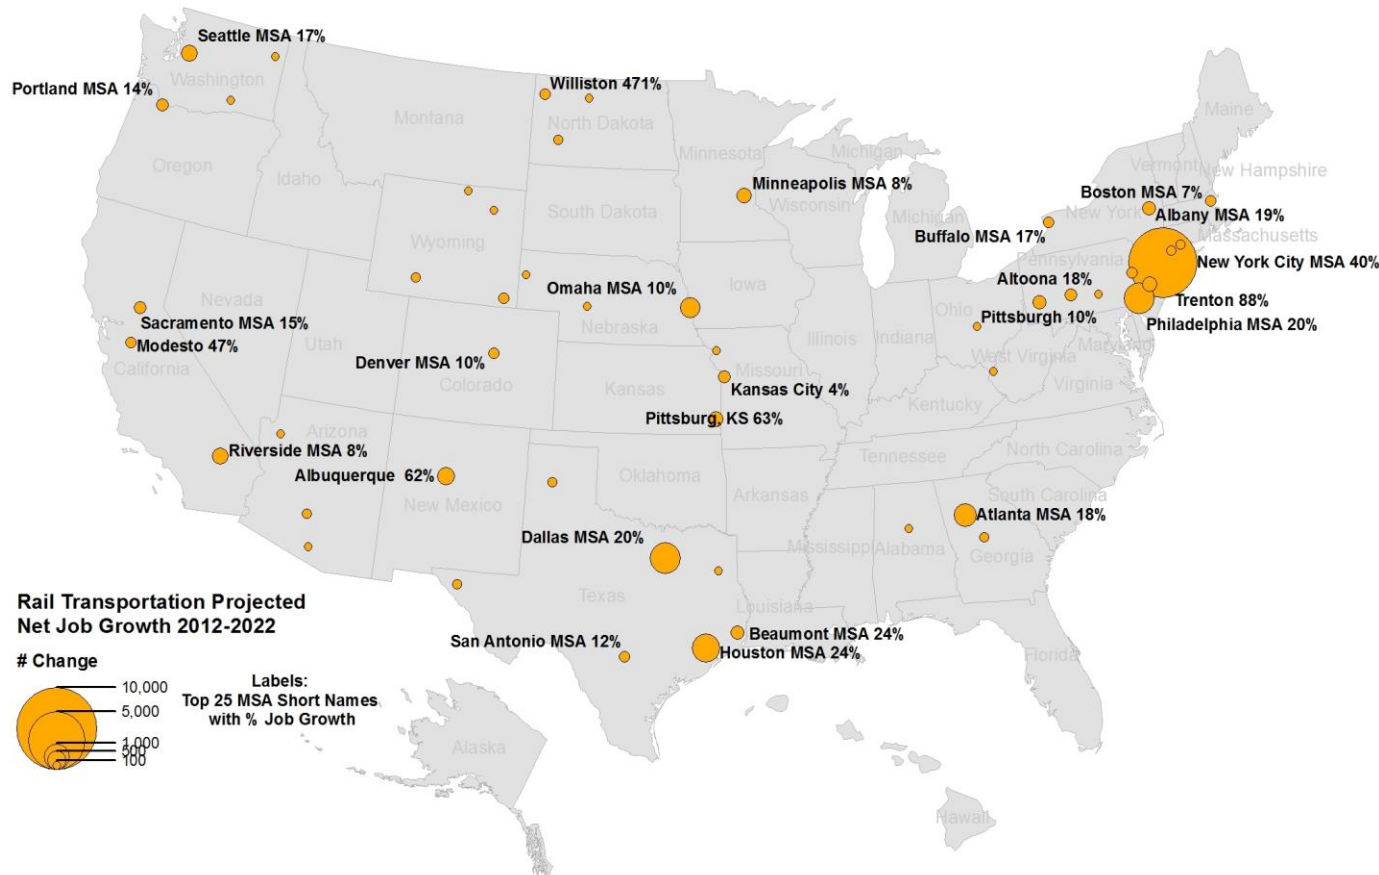 Seattle MSA 17%
Washington
Portland MSA 14%
Oregon
Idaho
Montana
Williston 471%
North Dakota
Minnesota
Michigan
Maine
Vermont
New Hampshire
Minneapolis MSA 8%
Wisconsin
South Dakota
Wyoming
Michigan
New York
Boston MSA 7%
Albany MSA 19%
Massachusetts
Buffalo MSA 17%
Pennsylvania
New York City MSA 40%
Altoona 18%
Trenton 88%
Pittsburgh 10%
Philadelphia MSA 20%
Omaha MSA 10%
Iowa
Nebraska
Nevada
Sacramento MSA 15%
Modesto 47%
California
Utah
Denver MSA 10%
Colorado
Kansas
Missouri
Kansas City 4%
Illinois
Indiana
Ohio
West Virginia
Maryland
Virginia
Kentucky
Pittsburg, KS 63%
Arizona
Riverside MSA 8%
Albuquerque 62%
New Mexico
Oklahoma
Arkansas
Tennessee
North Carolina
South Carolina
Atlanta MSA 18%
Georgia
Alabama
Mississippi
Dallas MSA 20%
Texas
Louisiana
Beaumont MSA 24%
Houston MSA 24%
San Antonio MSA 12%
Florida
Rail Transportation Projected
Net Job Growth 2012-2022
# Change
10,000
5,000
1,000
500
100
Labels:
Top 25 MSA Short Names
with % Job Growth
Alaska
Hawaii